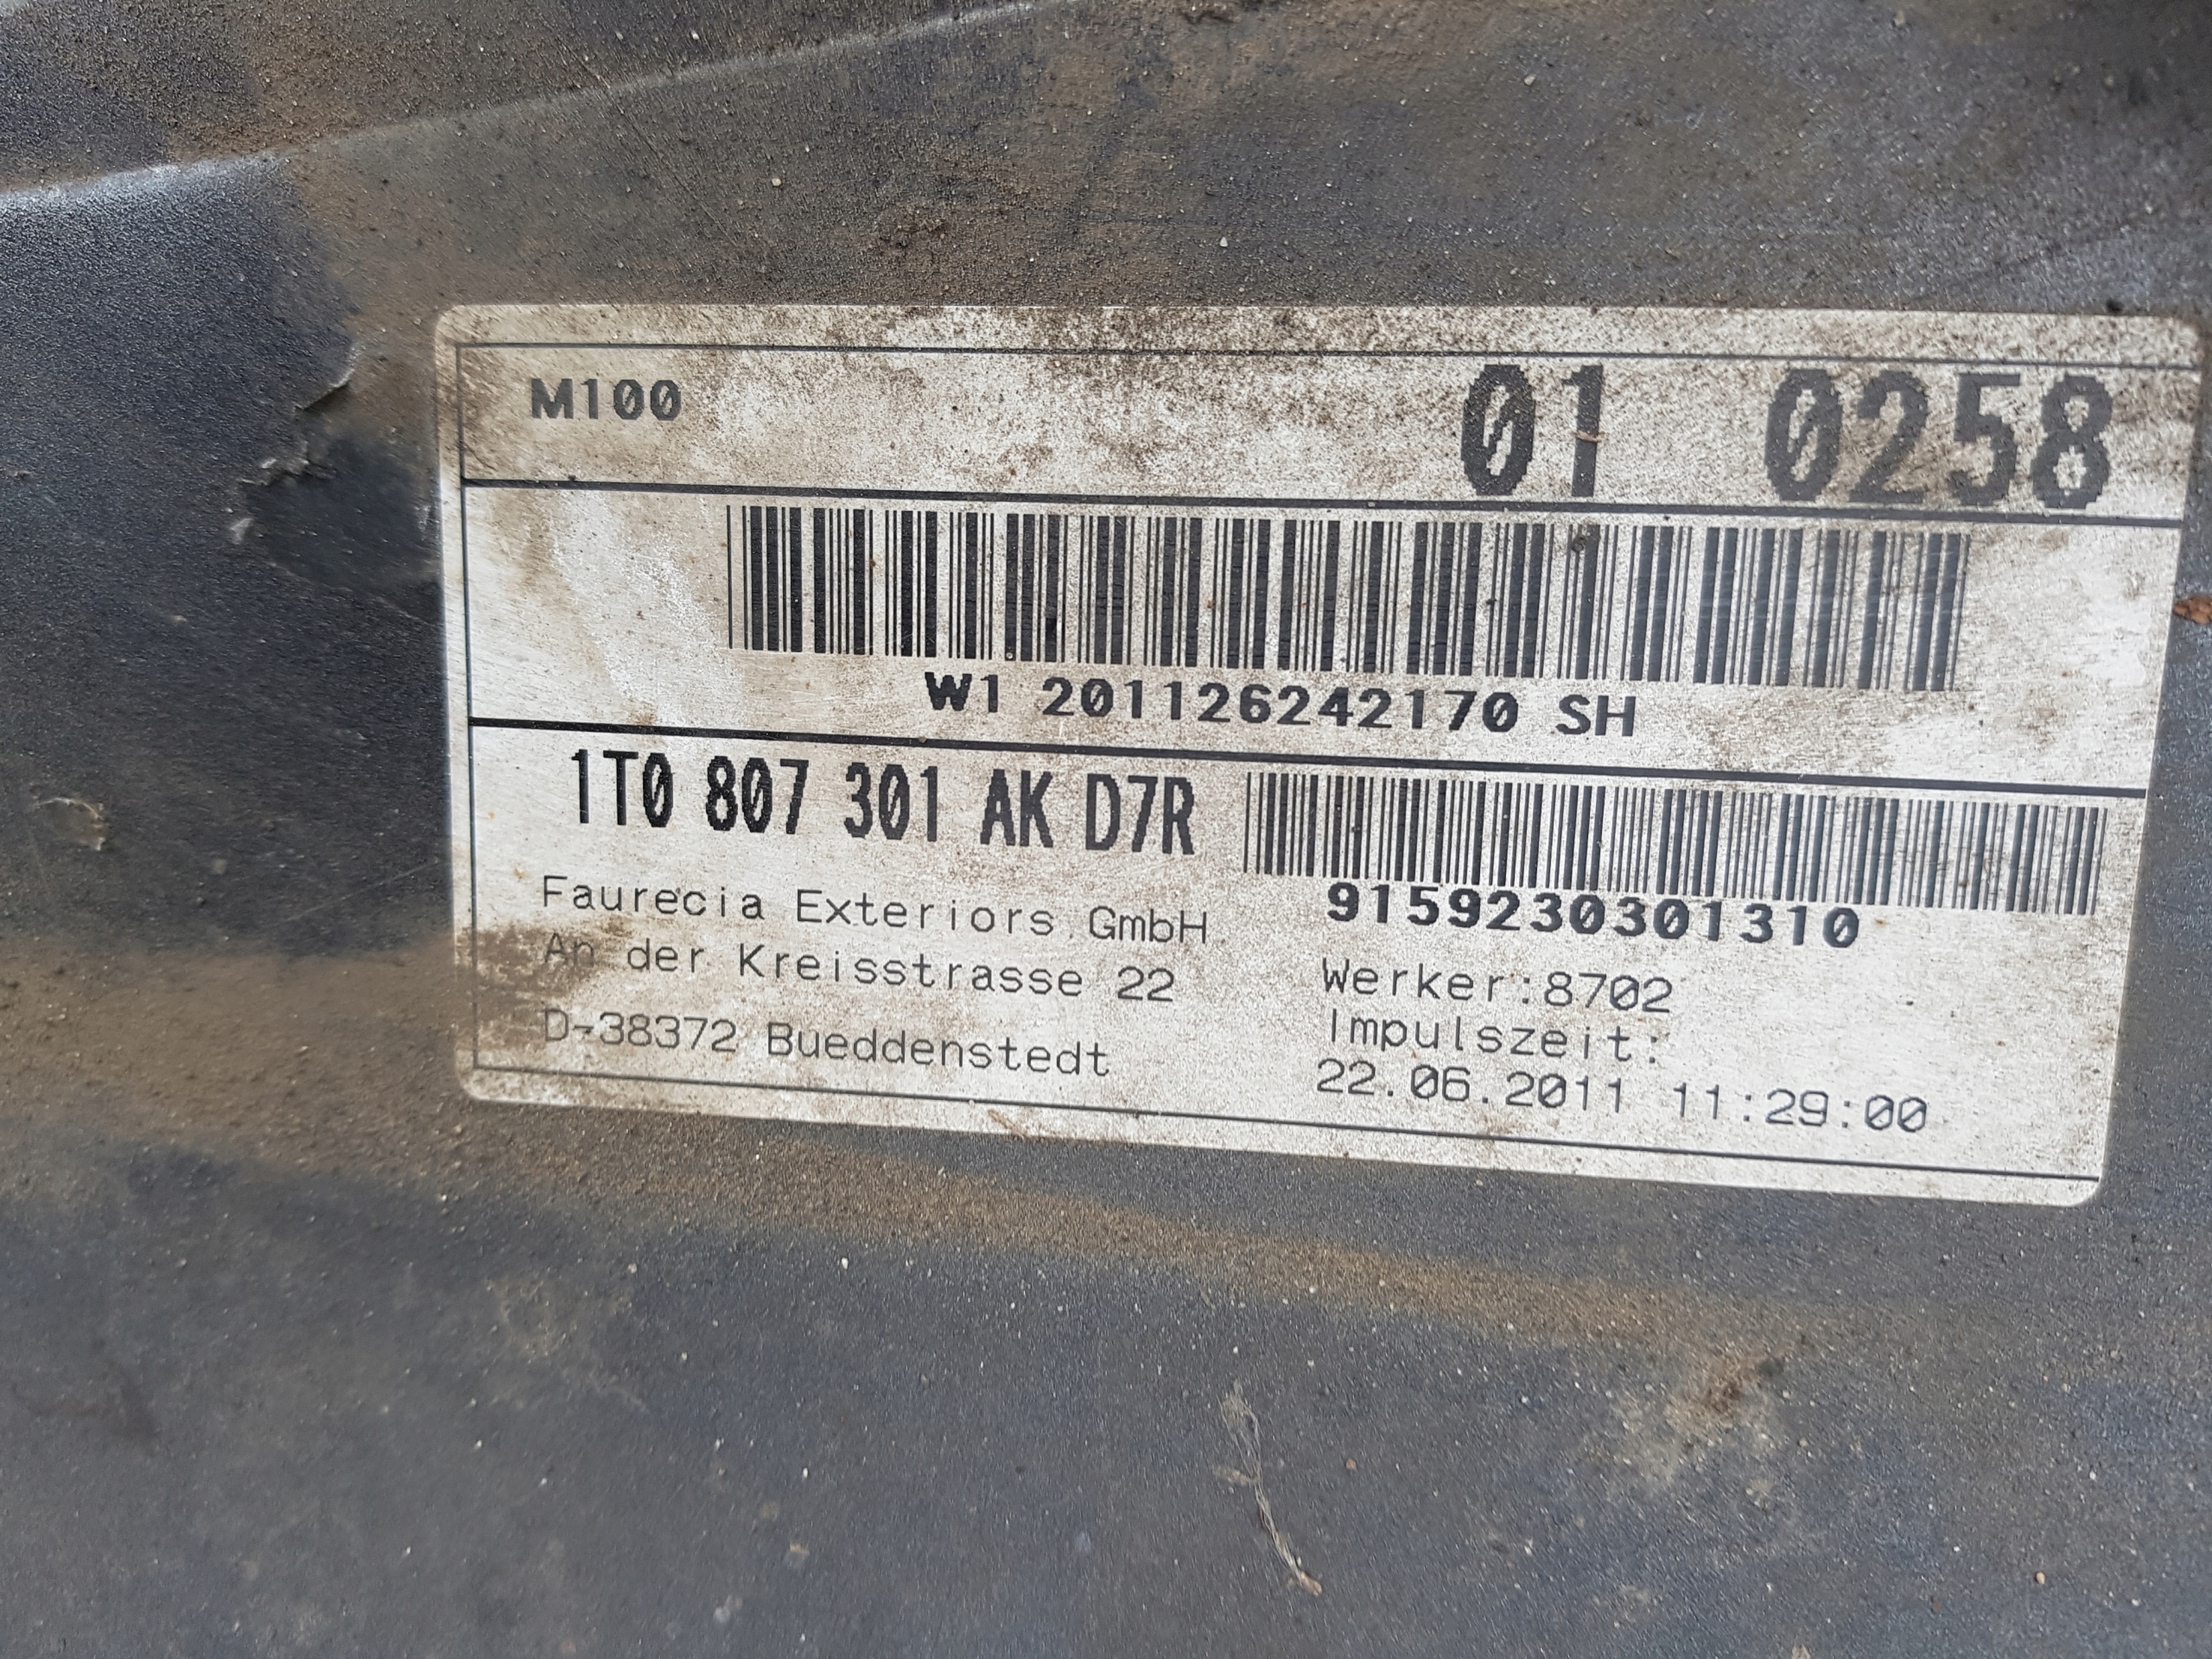 M100 01 0258
W1 201126242170 SH
1T0 807 301 AK D7R
9159230301310
Faurecia Exteriors GmbH
An der Kreisstrasse 22
D-38372 Bueddenstedt
Werker:8702
Impulszeit:
22.06.2011 11:29:00